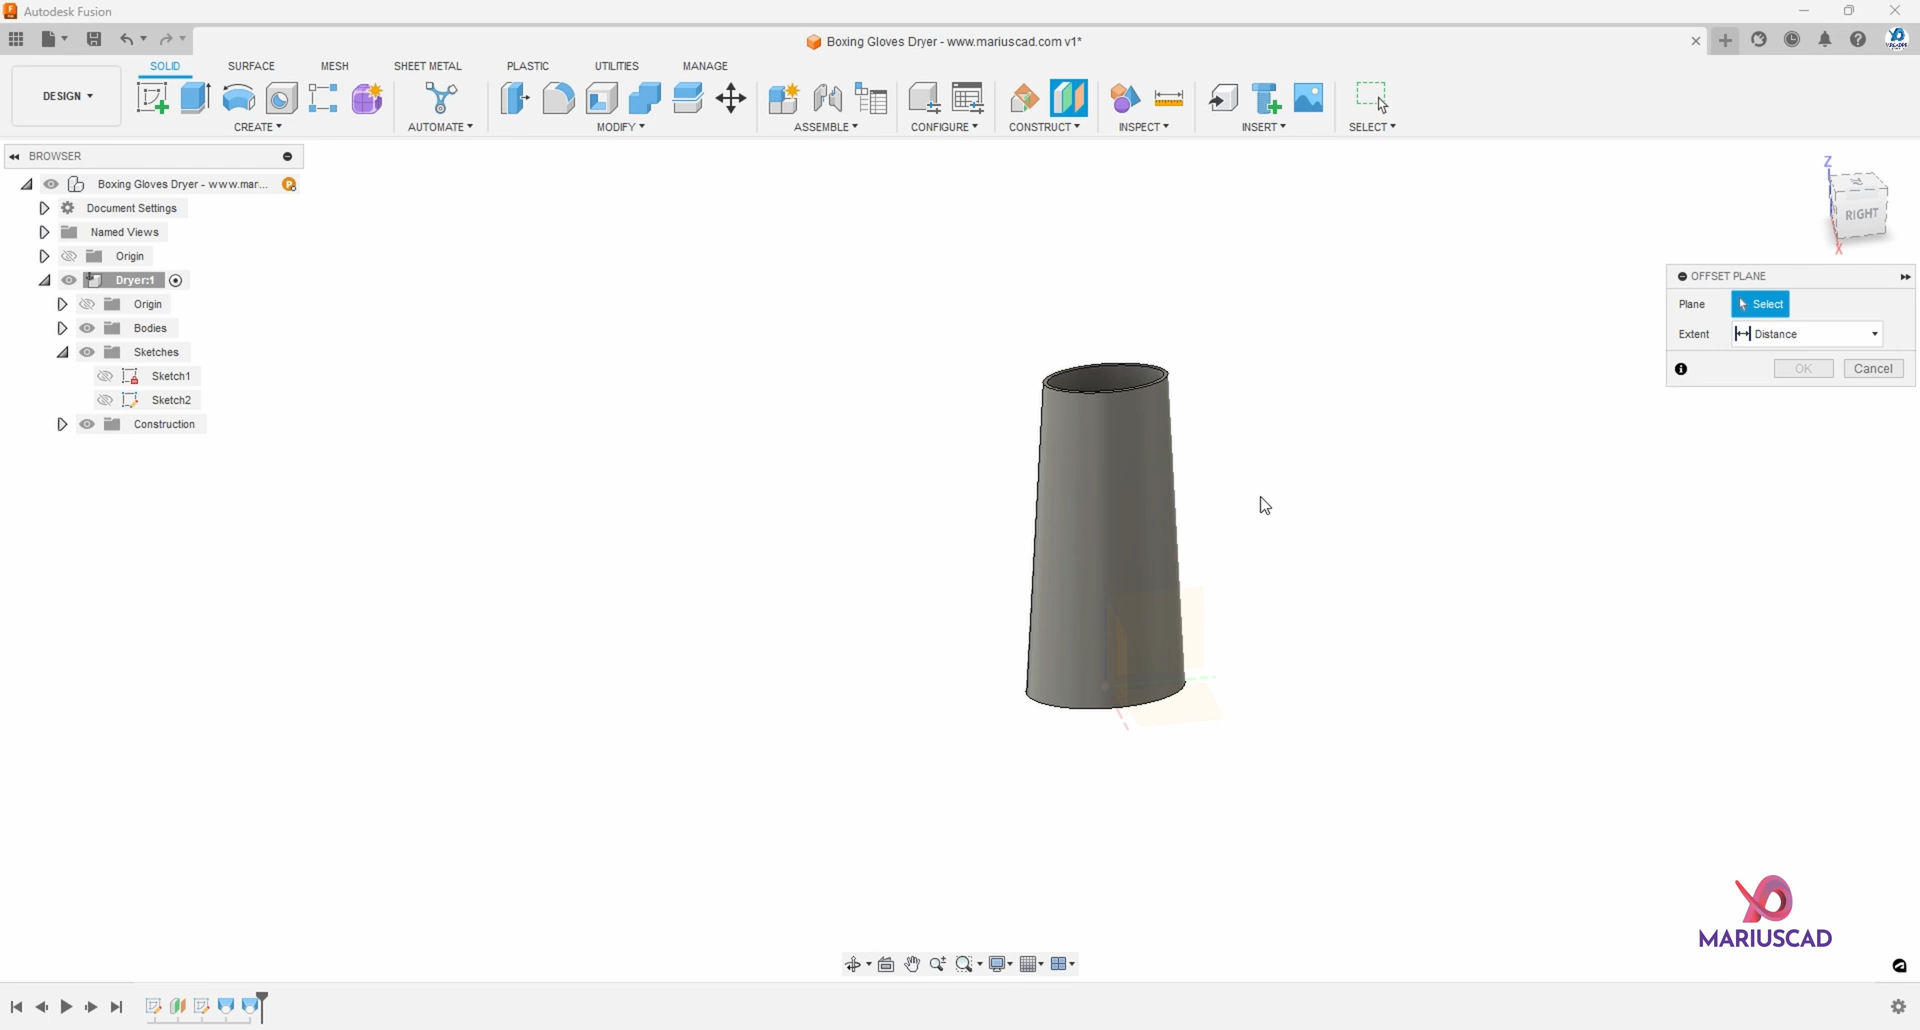 Autodesk Fusion
Boxing Gloves Dryer - www.mariuscad.com v1*
SOLID SURFACE MESH SHEET METAL PLASTIC UTILITIES MANAGE
DESIGN
CREATE AUTOMATE MODIFY ASSEMBLE CONFIGURE CONSTRUCT INSPECT INSERT SELECT
BROWSER
Boxing Gloves Dryer - www.mar...
Document Settings
Named Views
Origin
Dryer:1
Origin
Bodies
Sketches
Sketch1
Sketch2
Construction
Z
RIGHT
X
OFFSET PLANE
Plane Select
Extent Distance
OK Cancel
MARIUSCAD